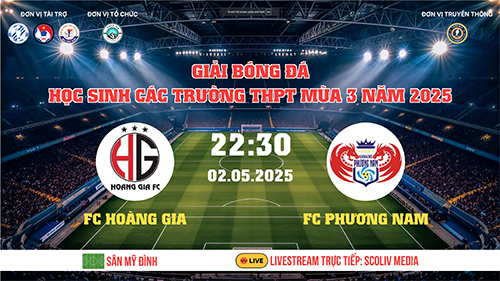 ĐƠN VỊ TÀI TRỢ
ĐƠN VỊ TỔ CHỨC
ĐƠN VỊ TRUYỀN THÔNG
GIẢI BÓNG ĐÁ
HỌC SINH CÁC TRƯỜNG THPT MÙA 3 NĂM 2025
HG
HOANG GIA FC
22:30
02.05.2025
PHƯƠNG NAM
FC HOÀNG GIA
FC PHƯƠNG NAM
SÂN MỸ ĐÌNH
LIVE
LIVESTREAM TRỰC TIẾP: SCOLIV MEDIA